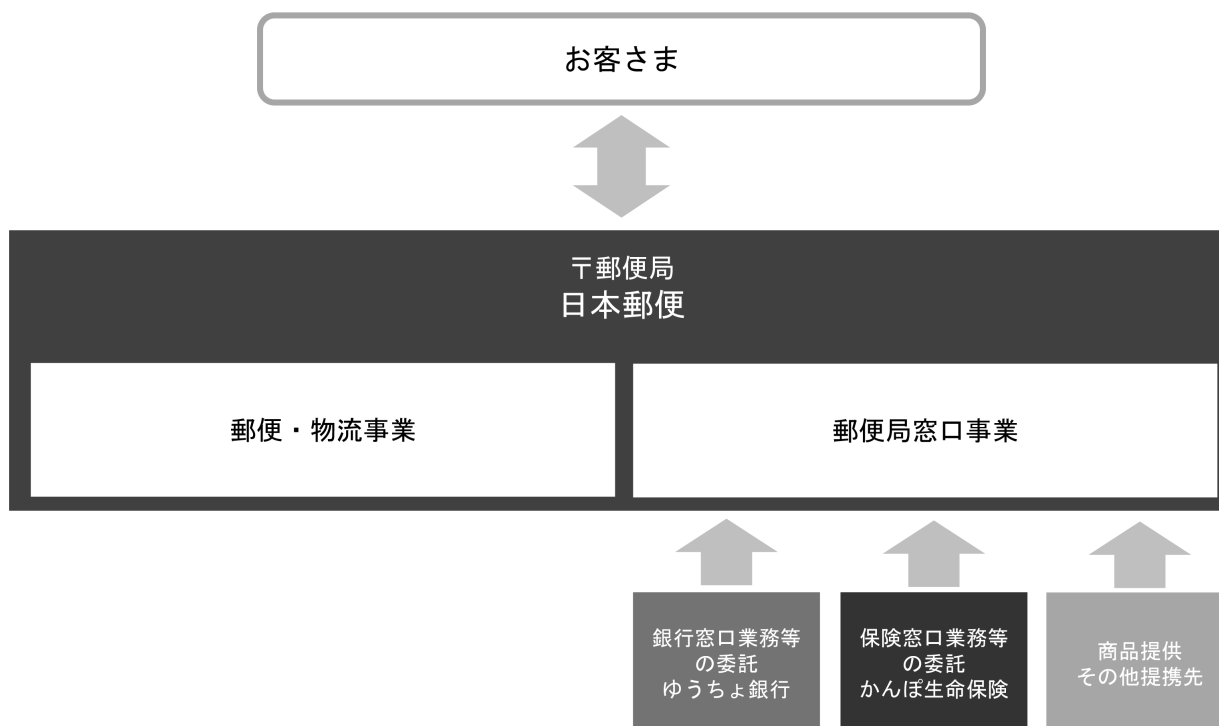 お客さま
〒郵便局
日本郵便
郵便・物流事業
郵便局窓口事業
銀行窓口業務等
の委託
ゆうちょ銀行
保険窓口業務等
の委託
かんぽ生命保険
商品提供
その他提携先